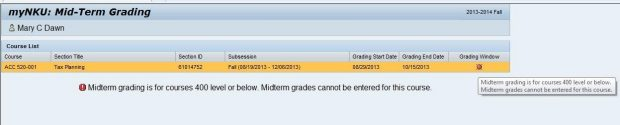 myNKU: Mid-Term Grading 2013-2014 Fall
Mary C Dawn
Course List
Course Section Title Section ID Subsession Grading Start Date Grading End Date Grading Window
ACC 520-001 Tax Planning 61014752 Fall (08/19/2013 - 12/06/2013) 08/29/2013 10/15/2013
Midterm grading is for courses 400 level or below. Midterm grades cannot be entered for this course.
Midterm grading is for courses 400 level or below.
Midterm grades cannot be entered for this course.